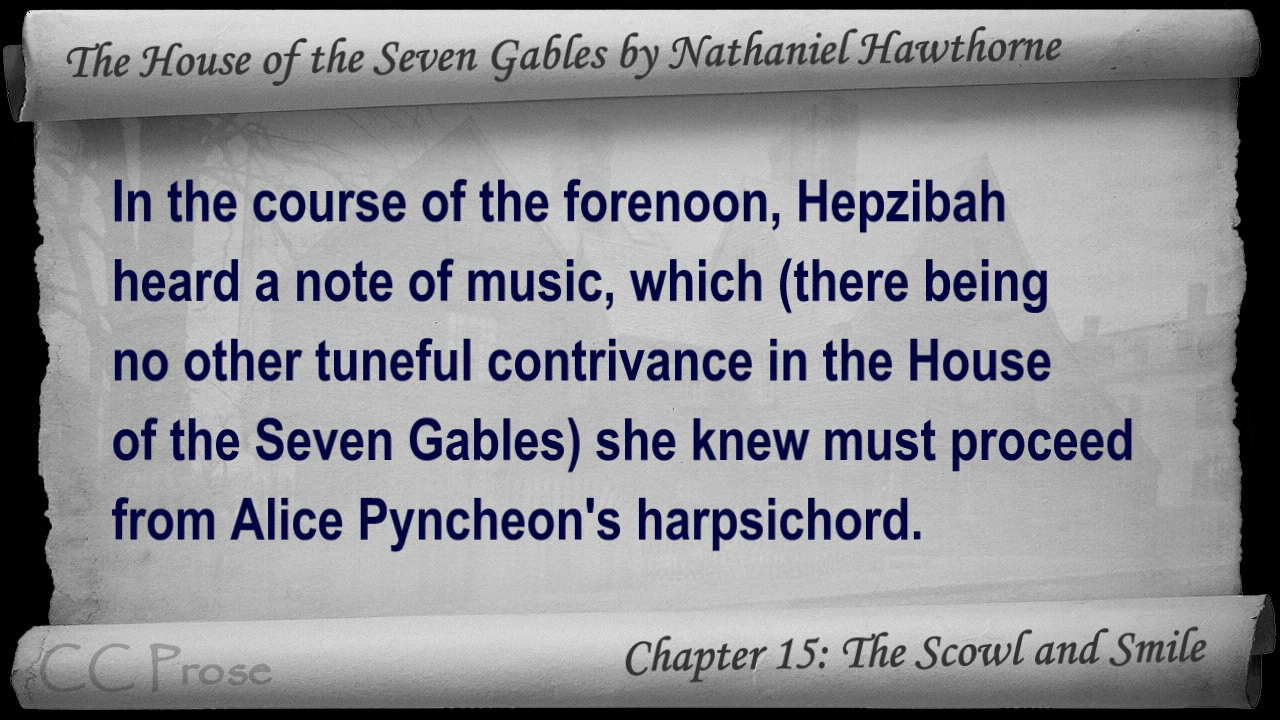 The House of the Seven Gables by Nathaniel Hawthorne
In the course of the forenoon, Hepzibah
heard a note of music, which (there being
no other tuneful contrivance in the House
of the Seven Gables) she knew must proceed
from Alice Pyncheon's harpsichord.
CC Prose
Chapter 15: The Scowl and Smile